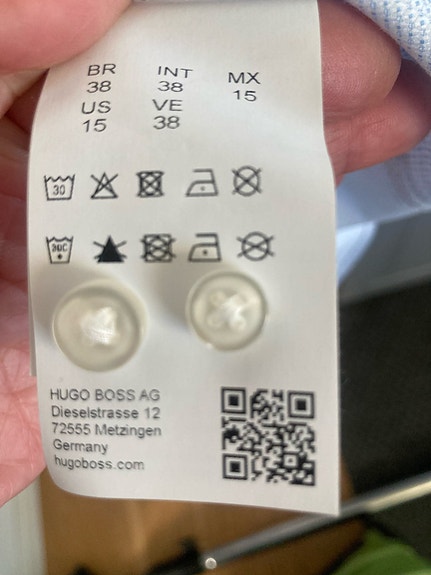 BR INT MX
38 38 15
US VE
15 38
30
30C
HUGO BOSS AG
Dieselstrasse 12
72555 Metzingen
Germany
hugoboss.com